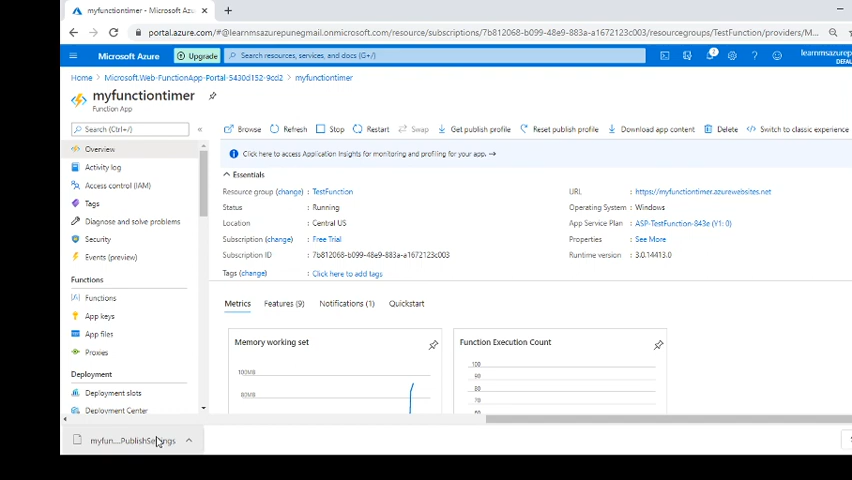 myfunctiontimer - Microsoft Azu
portal.azure.com/#@learnmsazurepunegmail.onmicrosoft.com/resource/subscriptions/7b812068-b099-48e9-883a-a1672123c003/resourcegroups/TestFunction/providers/M...
Microsoft Azure
Upgrade
Search resources, services, and docs (G+/)
learnmsazurep
DEFAU
Home > Microsoft.Web-FunctionApp-Portal-5430d152-9cd2 > myfunctiontimer
myfunctiontimer
Function App
Search (Ctrl+/)
«
Browse Refresh Stop Restart Swap Get publish profile Reset publish profile Download app content Delete Switch to classic experience
Overview
Activity log
Access control (IAM)
Tags
Diagnose and solve problems
Security
Events (preview)
Functions
Functions
App keys
App files
Proxies
Deployment
Deployment slots
Deployment Center
Click here to access Application Insights for monitoring and profiling for your app. →
Essentials
Resource group (change) : TestFunction
Status : Running
Location : Central US
Subscription (change) : Free Trial
Subscription ID : 7b812068-b099-48e9-883a-a1672123c003
Tags (change) : Click here to add tags
URL : https://myfunctiontimer.azurewebsites.net
Operating System : Windows
App Service Plan : ASP-TestFunction-843e (Y1: 0)
Properties : See More
Runtime version : 3.0.14413.0
Metrics Features (9) Notifications (1) Quickstart
Memory working set
100MB
80MB
Function Execution Count
100
90
80
70
60
myfun....PublishSettings